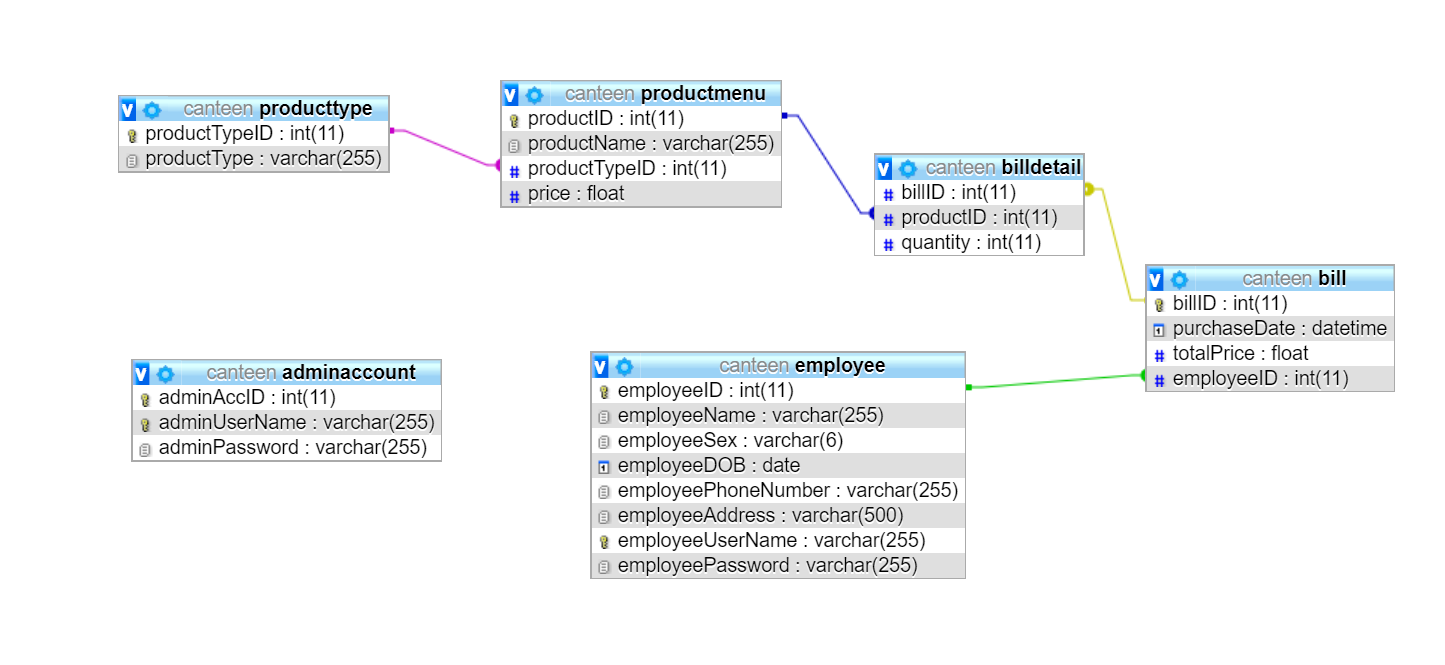 canteen producttype
productTypeID : int(11)
productType : varchar(255)
canteen productmenu
productID : int(11)
productName : varchar(255)
productTypeID : int(11)
price : float
canteen billdetail
billID : int(11)
productID : int(11)
quantity : int(11)
canteen bill
billID : int(11)
purchaseDate : datetime
totalPrice : float
employeeID : int(11)
canteen adminaccount
adminAccID : int(11)
adminUserName : varchar(255)
adminPassword : varchar(255)
canteen employee
employeeID : int(11)
employeeName : varchar(255)
employeeSex : varchar(6)
employeeDOB : date
employeePhoneNumber : varchar(255)
employeeAddress : varchar(500)
employeeUserName : varchar(255)
employeePassword : varchar(255)